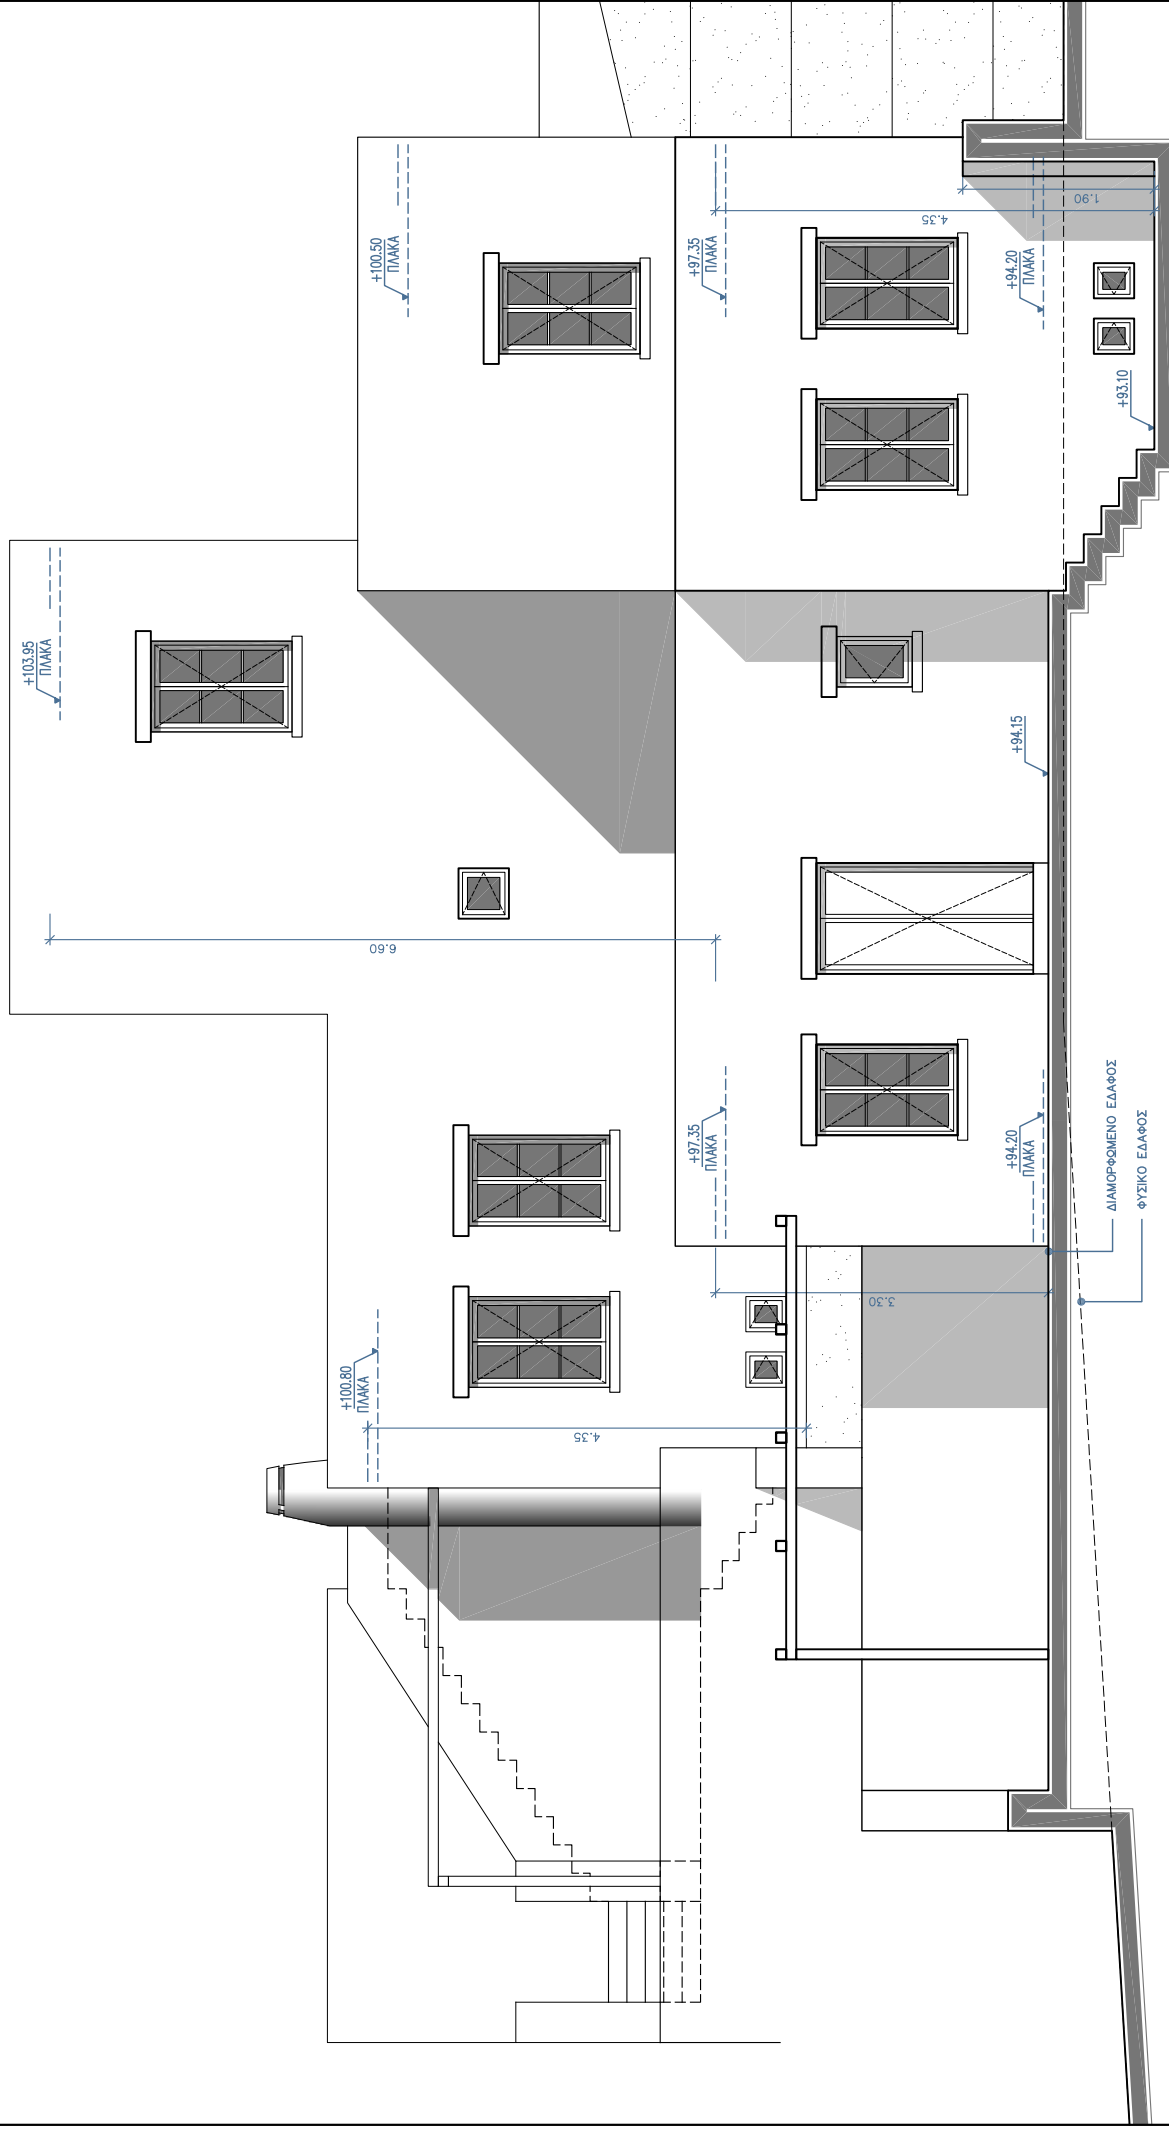 +103.95
ΠΛΑΚΑ
+100.50
ΠΛΑΚΑ
+97.35
ΠΛΑΚΑ
4.35
1.90
+94.20
ΠΛΑΚΑ
+93.10
+94.15
6.60
+97.35
ΠΛΑΚΑ
+94.20
ΠΛΑΚΑ
ΔΙΑΜΟΡΦΩΜΕΝΟ ΕΔΑΦΟΣ
ΦΥΣΙΚΟ ΕΔΑΦΟΣ
3.30
+100.80
ΠΛΑΚΑ
4.35